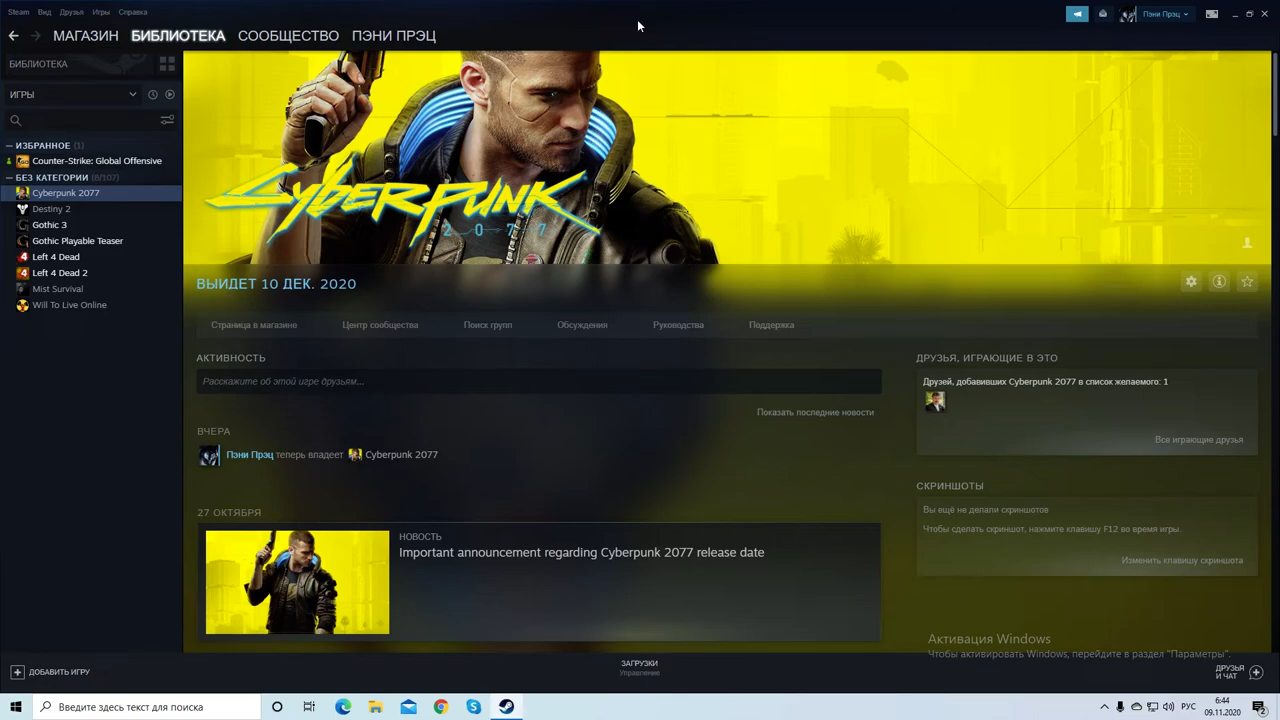 Steam Вид Друзья Игры Справка
Пэни Прэц
МАГАЗИН БИБЛИОТЕКА СООБЩЕСТВО ПЭНИ ПРЭЦ
БИБЛИОТЕКА
ИГРЫ
ИЗБРАННОЕ (1)
Counter-Strike: Global Offensive
БЕЗ КАТЕГОРИИ (8/107)
Cyberpunk 2077
Destiny 2
Gothic 3
Gothic Playable Teaser
Left 4 Dead
Left 4 Dead 2
Mist Survival
Will To Live Online
CYBERPUNK
2077
ВЫЙДЕТ 10 ДЕК. 2020
Страница в магазине Центр сообщества Поиск групп Обсуждения Руководства Поддержка
АКТИВНОСТЬ
Расскажите об этой игре друзьям...
Показать последние новости
ВЧЕРА
Пэни Прэц теперь владеет Cyberpunk 2077
27 ОКТЯБРЯ
НОВОСТЬ
Important announcement regarding Cyberpunk 2077 release date
ДРУЗЬЯ, ИГРАЮЩИЕ В ЭТО
Друзей, добавивших Cyberpunk 2077 в список желаемого: 1
Все играющие друзья
СКРИНШОТЫ
Вы ещё не делали скриншотов
Чтобы сделать скриншот, нажмите клавишу F12 во время игры.
Изменить клавишу скриншота
Активация Windows
Чтобы активировать Windows, перейдите в раздел "Параметры".
ДОБАВИТЬ ИГРУ
ЗАГРУЗКИ
Управление
ДРУЗЬЯ
И ЧАТ
Введите здесь текст для поиска
РУС
6:44
09.11.2020
2